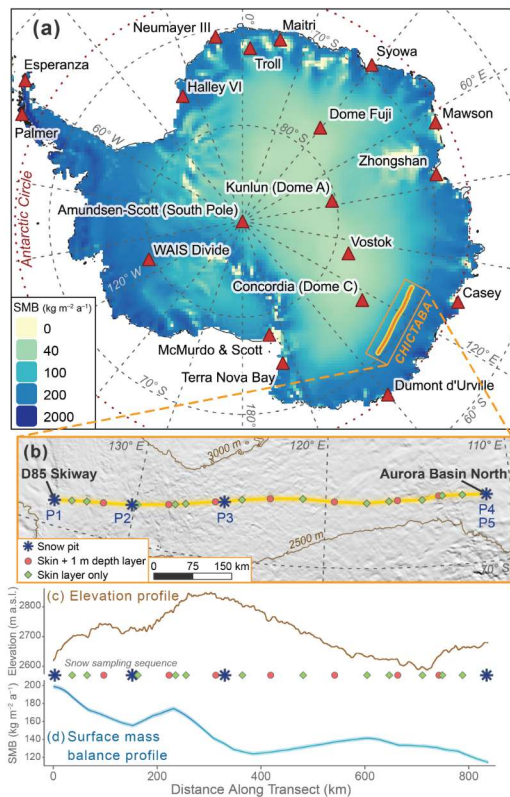 (a)
Neumayer III
Maitri
0.0°
70° S
Troll
Syowa
Esperanza
Halley VI
60° E
Palmer
60° W
80° S
Dome Fuji
Mawson
Zhongshan
Antarctic Circle
Kunlun (Dome A)
Amundsen-Scott (South Pole)
WAIS Divide
Vostok
120° W
Concordia (Dome C)
Casey
CHICTABA
SMB (kg m⁻² a⁻¹)
0
40
100
200
2000
McMurdo & Scott
Terra Nova Bay
120° E
Dumont d'Urville
70° S
180°
60° S
(b)
130° E
3000 m
120° E
110° E
D85 Skiway
Aurora Basin North
P1
P2
P3
P4
P5
Snow pit
Skin + 1 m depth layer
Skin layer only
0 75 150 km
2500 m
70° S
Elevation (m a.s.l.)
2800
2700
2600
(c) Elevation profile
Snow sampling sequence
SMB (kg m⁻² a⁻¹)
200
180
160
140
120
(d) Surface mass
balance profile
0 200 400 600 800
Distance Along Transect (km)